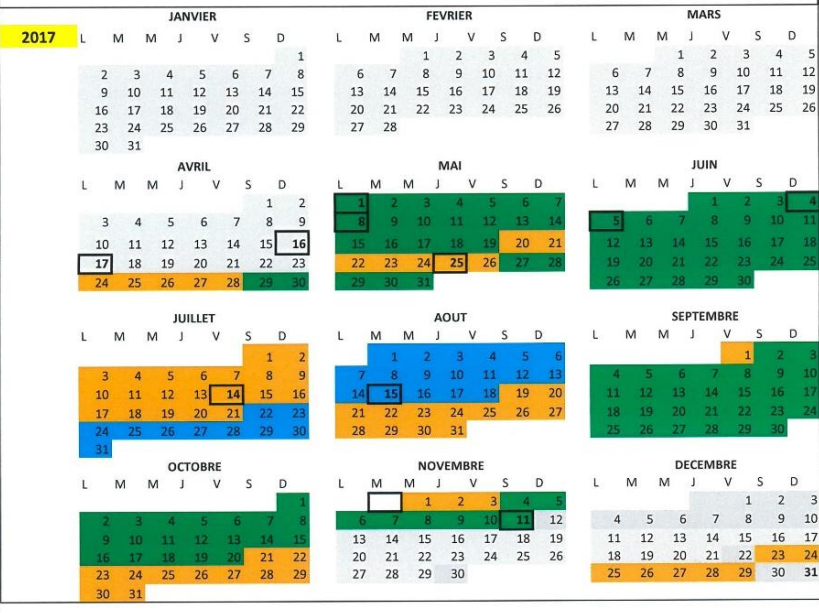 JANVIER FEVRIER MARS
2017 L M M J V S D L M M J V S D L M M J V S D
1 1 2 3 4 5 1 2 3 4 5
2 3 4 5 6 7 8 6 7 8 9 10 11 12 6 7 8 9 10 11 12
9 10 11 12 13 14 15 13 14 15 16 17 18 19 13 14 15 16 17 18 19
16 17 18 19 20 21 22 20 21 22 23 24 25 26 20 21 22 23 24 25 26
23 24 25 26 27 28 29 27 28 27 28 29 30 31
30 31
AVRIL MAI JUIN
L M M J V S D L M M J V S D L M M J V S D
1 2 1 2 3 4 5 6 7 1 2 3 4
3 4 5 6 7 8 9 8 9 10 11 12 13 14 5 6 7 8 9 10 11
10 11 12 13 14 15 16 15 16 17 18 19 20 21 12 13 14 15 16 17 18
17 18 19 20 21 22 23 22 23 24 25 26 27 28 19 20 21 22 23 24 25
24 25 26 27 28 29 30 29 30 31 26 27 28 29 30
JUILLET AOUT SEPTEMBRE
L M M J V S D L M M J V S D L M M J V S D
1 2 1 2 3 4 5 6 1 2 3
3 4 5 6 7 8 9 7 8 9 10 11 12 13 4 5 6 7 8 9 10
10 11 12 13 14 15 16 14 15 16 17 18 19 20 11 12 13 14 15 16 17
17 18 19 20 21 22 23 21 22 23 24 25 26 27 18 19 20 21 22 23 24
24 25 26 27 28 29 30 28 29 30 31 25 26 27 28 29 30
31
OCTOBRE NOVEMBRE DECEMBRE
L M M J V S D L M M J V S D L M M J V S D
1 1 2 3 4 5 1 2 3
2 3 4 5 6 7 8 6 7 8 9 10 11 12 4 5 6 7 8 9 10
9 10 11 12 13 14 15 13 14 15 16 17 18 19 11 12 13 14 15 16 17
16 17 18 19 20 21 22 20 21 22 23 24 25 26 18 19 20 21 22 23 24
23 24 25 26 27 28 29 27 28 29 30 25 26 27 28 29 30 31
30 31